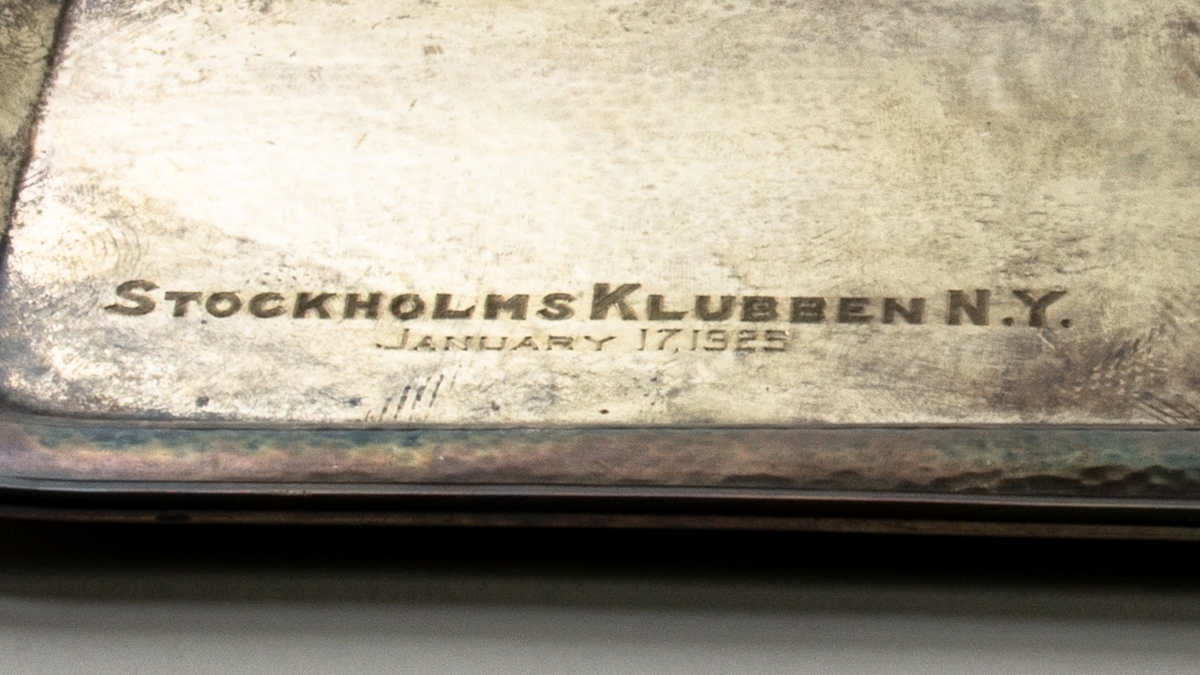 STOCKHOLMS KLUBBEN N.Y.
JANUARY 17, 1925